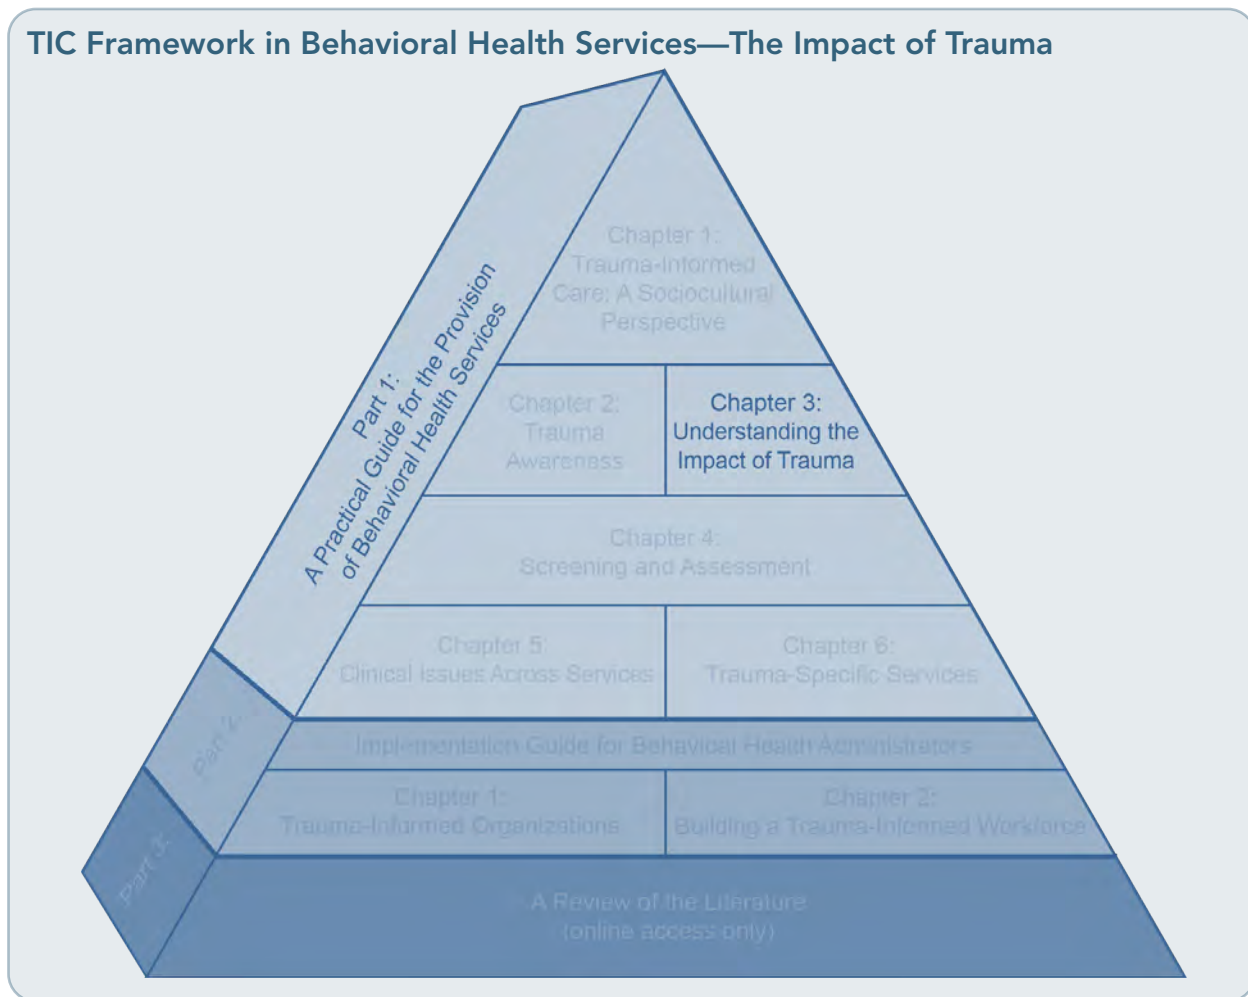 TIC Framework in Behavioral Health Services—The Impact of Trauma
Chapter 1:
Trauma-Informed
Care: A Sociocultural
Perspective
Part 1:
A Practical Guide for the Provision
of Behavioral Health Services
Chapter 2:
Trauma
Awareness
Chapter 3:
Understanding the
Impact of Trauma
Chapter 4:
Screening and Assessment
Chapter 5:
Clinical Issues Across Services
Chapter 6:
Trauma-Specific Services
Part 2:
Implementation Guide for Behavioral Health Administrators
Chapter 1:
Trauma-Informed Organizations
Chapter 2:
Building a Trauma-Informed Workforce
Part 3:
A Review of the Literature
(online access only)